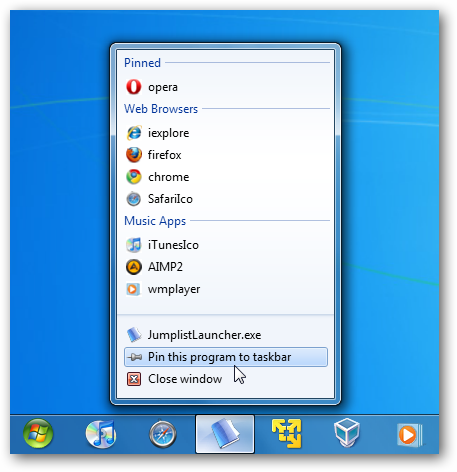 Pinned
opera
Web Browsers
iexplore
firefox
chrome
SafariIco
Music Apps
iTunesIco
AIMP2
wmplayer
JumplistLauncher.exe
Pin this program to taskbar
Close window